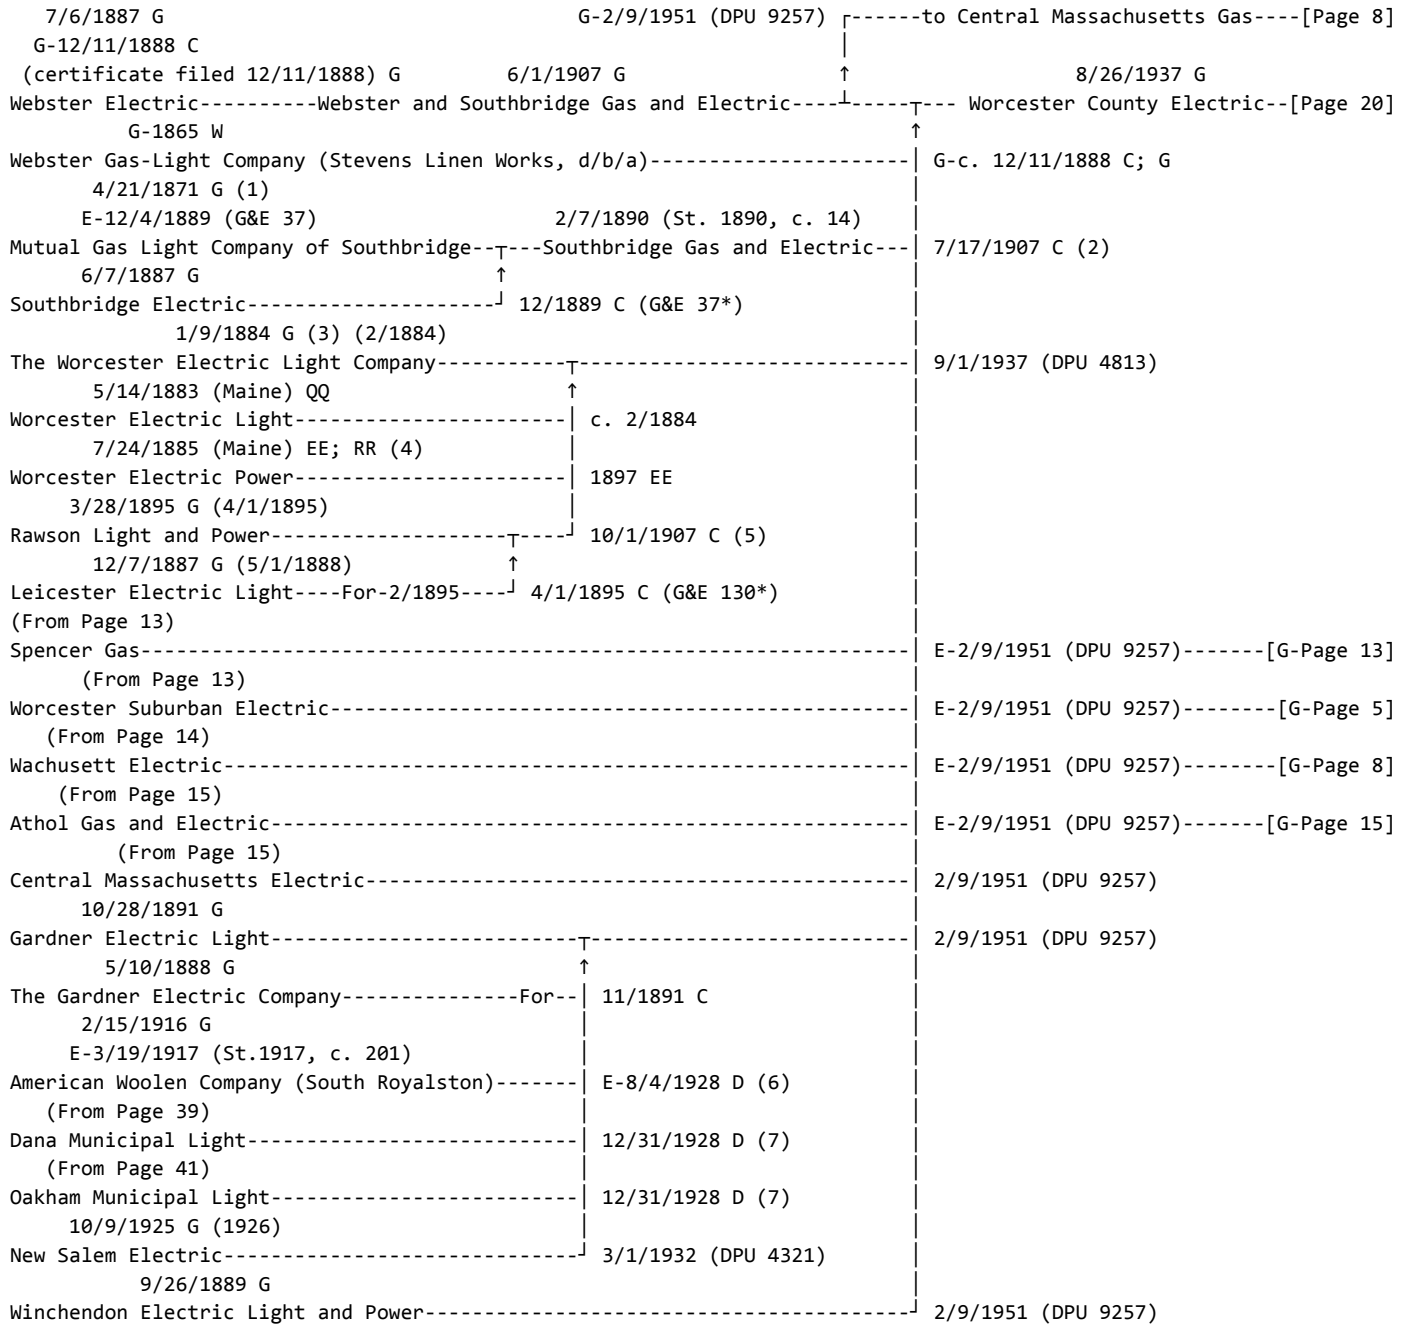 7/6/1887 G                                   G-2/9/1951 (DPU 9257) ┌------to Central Massachusetts Gas----[Page 8]
G-12/11/1888 C
(certificate filed 12/11/1888) G         6/1/1907 G                  ↑                   8/26/1937 G
Webster Electric----------Webster and Southbridge Gas and Electric----┴-----┬--- Worcester County Electric--[Page 20]
G-1865 W                                                                  ↑
Webster Gas-Light Company (Stevens Linen Works, d/b/a)----------------------│ G-c. 12/11/1888 C; G
4/21/1871 G (1)
E-12/4/1889 (G&E 37)                    2/7/1890 (St. 1890, c. 14)
Mutual Gas Light Company of Southbridge--┬---Southbridge Gas and Electric---│ 7/17/1907 C (2)
6/7/1887 G                         ↑
Southbridge Electric---------------------┘ 12/1889 C (G&E 37*)
1/9/1884 G (3) (2/1884)
The Worcester Electric Light Company-----------┬----------------------------│ 9/1/1937 (DPU 4813)
5/14/1883 (Maine) QQ                    ↑
Worcester Electric Light-----------------------│ c. 2/1884
7/24/1885 (Maine) EE; RR (4)
Worcester Electric Power-----------------------│ 1897 EE
3/28/1895 G (4/1/1895)
Rawson Light and Power--------------------┬----┘ 10/1/1907 C (5)
12/7/1887 G (5/1/1888)             ↑
Leicester Electric Light----For-2/1895----┘ 4/1/1895 C (G&E 130*)
(From Page 13)
Spencer Gas-----------------------------------------------------------------│ E-2/9/1951 (DPU 9257)-------[G-Page 13]
(From Page 13)
Worcester Suburban Electric-------------------------------------------------│ E-2/9/1951 (DPU 9257)--------[G-Page 5]
(From Page 14)
Wachusett Electric----------------------------------------------------------│ E-2/9/1951 (DPU 9257)--------[G-Page 8]
(From Page 15)
Athol Gas and Electric------------------------------------------------------│ E-2/9/1951 (DPU 9257)-------[G-Page 15]
(From Page 15)
Central Massachusetts Electric----------------------------------------------│ 2/9/1951 (DPU 9257)
10/28/1891 G
Gardner Electric Light--------------------------┬---------------------------│ 2/9/1951 (DPU 9257)
5/10/1888 G                             ↑
The Gardner Electric Company---------------For--│ 11/1891 C
2/15/1916 G
E-3/19/1917 (St.1917, c. 201)
American Woolen Company (South Royalston)-------│ E-8/4/1928 D (6)
(From Page 39)
Dana Municipal Light----------------------------│ 12/31/1928 D (7)
(From Page 41)
Oakham Municipal Light--------------------------│ 12/31/1928 D (7)
10/9/1925 G (1926)
New Salem Electric------------------------------┘ 3/1/1932 (DPU 4321)
9/26/1889 G
Winchendon Electric Light and Power-----------------------------------------┘ 2/9/1951 (DPU 9257)